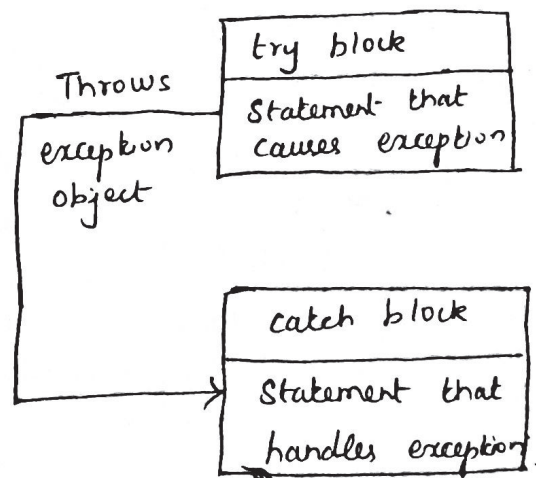 try block
Throws
Statement that
causes exception
exception
object
catch block
Statement that
handles exception